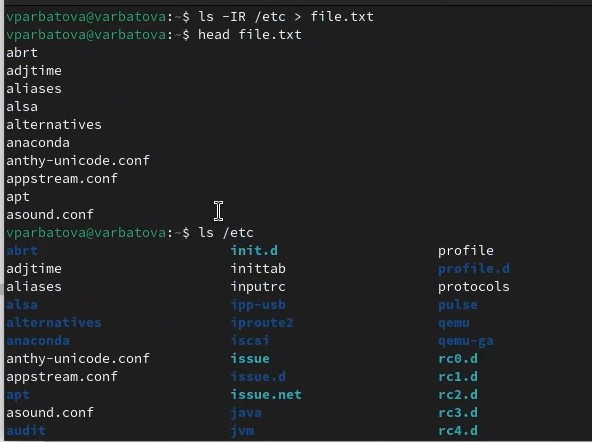 vparbatova@varbatova:~$ ls -IR /etc > file.txt
vparbatova@varbatova:~$ head file.txt
abrt
adjtime
aliases
alsa
alternatives
anaconda
anthy-unicode.conf
appstream.conf
apt
asound.conf
vparbatova@varbatova:~$ ls /etc
abrt init.d profile
adjtime inittab profile.d
aliases inputrc protocols
alsa ipp-usb pulse
alternatives iproute2 qemu
anaconda iscsi qemu-ga
anthy-unicode.conf issue rc0.d
appstream.conf issue.d rc1.d
apt issue.net rc2.d
asound.conf java rc3.d
audit jvm rc4.d